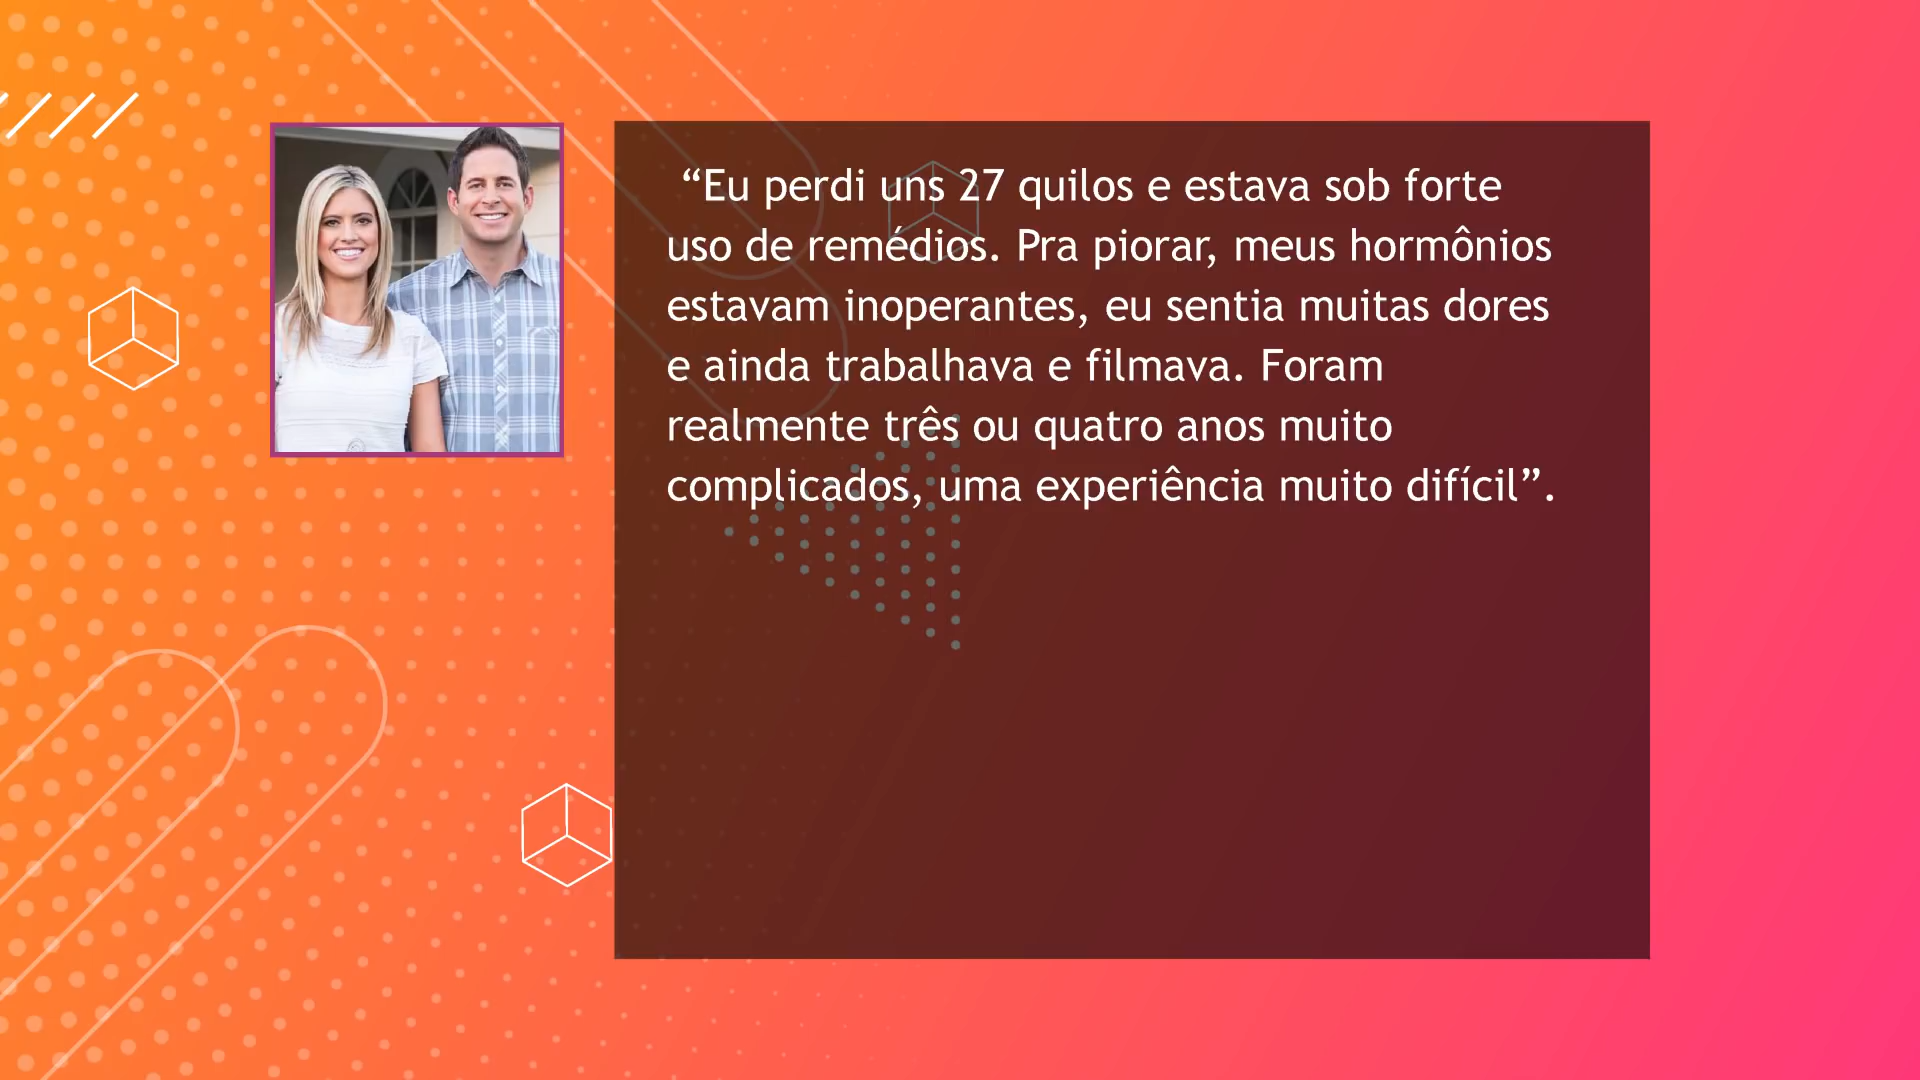 “Eu perdi uns 27 quilos e estava sob forte
uso de remédios. Pra piorar, meus hormônios
estavam inoperantes, eu sentia muitas dores
e ainda trabalhava e filmava. Foram
realmente três ou quatro anos muito
complicados, uma experiência muito difícil”.